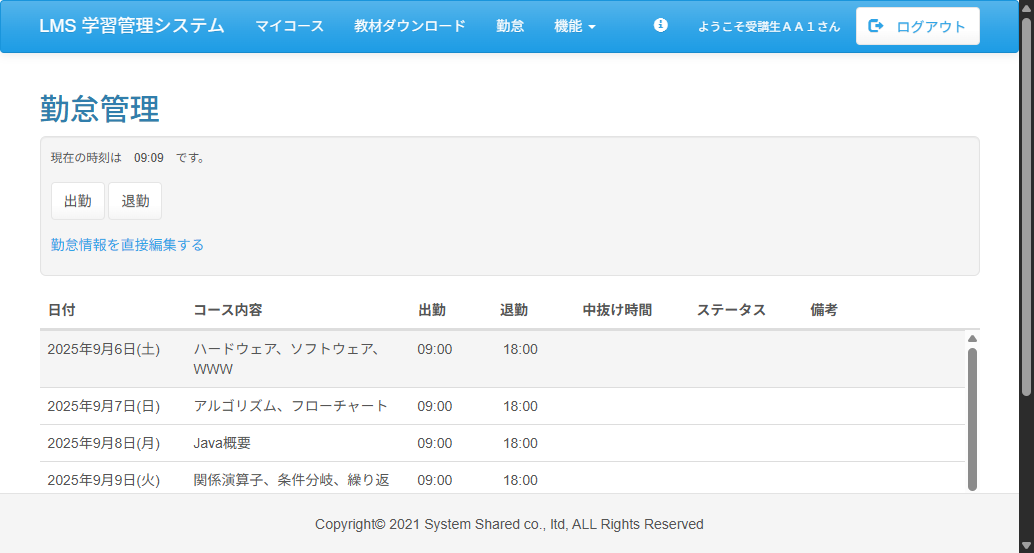 LMS 学習管理システム マイコース 教材ダウンロード 勤怠 機能 ようこそ受講生ＡＡ１さん ログアウト
勤怠管理
現在の時刻は 09:09 です。
出勤 退勤
勤怠情報を直接編集する
日付 コース内容 出勤 退勤 中抜け時間 ステータス 備考
2025年9月6日(土) ハードウェア、ソフトウェア、 09:00 18:00
WWW
2025年9月7日(日) アルゴリズム、フローチャート 09:00 18:00
2025年9月8日(月) Java概要 09:00 18:00
2025年9月9日(火) 関係演算子、条件分岐、繰り返 09:00 18:00
Copyright© 2021 System Shared co., ltd, ALL Rights Reserved